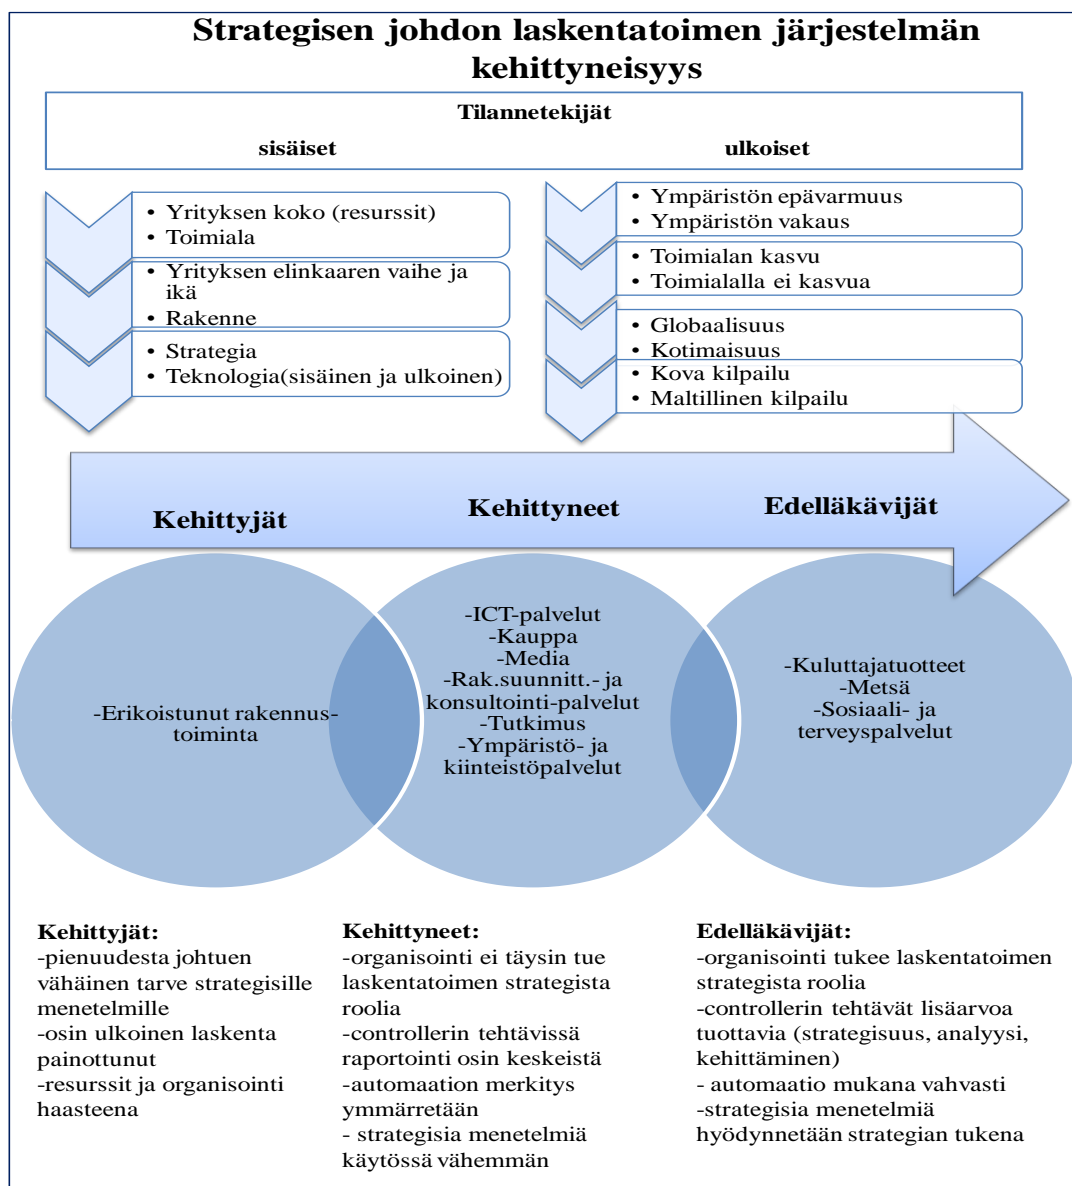 Strategisen johdon laskentatoimen järjestelmän
kehittyneisyys
Tilannetekijät
sisäiset
ulkoiset
• Yrityksen koko (resurssit)
• Toimiala
• Yrityksen elinkaaren vaihe ja
ikä
• Rakenne
• Strategia
• Teknologia(sisäinen ja ulkoinen)
• Ympäristön epävarmuus
• Ympäristön vakaus
• Toimialan kasvu
• Toimialalla ei kasvua
• Globaalisuus
• Kotimaisuus
• Kova kilpailu
• Maltillinen kilpailu
Kehittyjät
Kehittyneet
Edelläkävijät
-Erikoistunut rakennus-
toiminta
-ICT-palvelut
-Kauppa
-Media
-Rak.suunnitt.- ja
konsultointi-palvelut
-Tutkimus
-Ympäristö- ja
kiinteistöpalvelut
-Kuluttajatuotteet
-Metsä
-Sosiaali- ja
terveyspalvelut
Kehittyjät:
-pienuudesta johtuen
vähäinen tarve strategisille
menetelmille
-osin ulkoinen laskenta
painottunut
-resurssit ja organisointi
haasteena
Kehittyneet:
-organisointi ei täysin tue
laskentatoimen strategista
roolia
-controllerin tehtävissä
raportointi osin keskeistä
-automaation merkitys
ymmärretään
- strategisia menetelmiä
käytössä vähemmän
Edelläkävijät:
-organisointi tukee laskentatoimen
strategista roolia
-controllerin tehtävät lisäarvoa
tuottavia (strategisuus, analyysi,
kehittäminen)
- automaatio mukana vahvasti
-strategisia menetelmiä
hyödynnetään strategian tukena